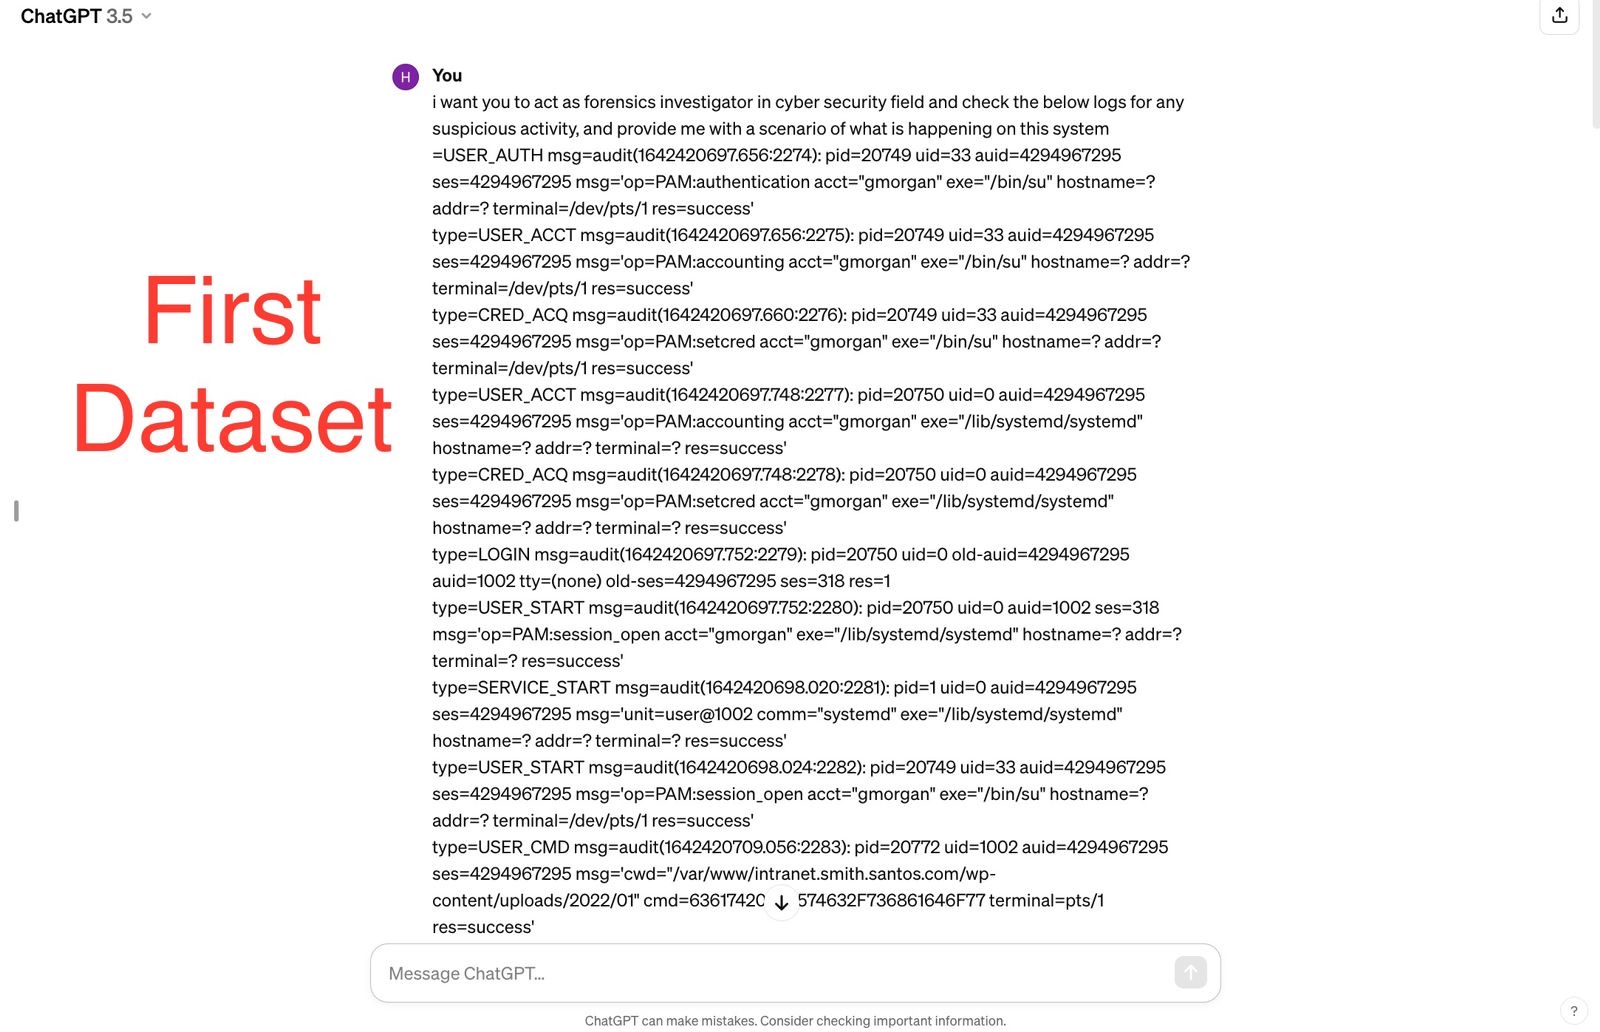 ChatGPT 3.5
H
You
i want you to act as forensics investigator in cyber security field and check the below logs for any
suspicious activity, and provide me with a scenario of what is happening on this system
=USER_AUTH msg=audit(1642420697.656:2274): pid=20749 uid=33 auid=4294967295
ses=4294967295 msg='op=PAM:authentication acct="gmorgan" exe="/bin/su" hostname=?
addr=? terminal=/dev/pts/1 res=success'
type=USER_ACCT msg=audit(1642420697.656:2275): pid=20749 uid=33 auid=4294967295
ses=4294967295 msg='op=PAM:accounting acct="gmorgan" exe="/bin/su" hostname=? addr=?
terminal=/dev/pts/1 res=success'
type=CRED_ACQ msg=audit(1642420697.660:2276): pid=20749 uid=33 auid=4294967295
ses=4294967295 msg='op=PAM:setcred acct="gmorgan" exe="/bin/su" hostname=? addr=?
terminal=/dev/pts/1 res=success'
type=USER_ACCT msg=audit(1642420697.748:2277): pid=20750 uid=0 auid=4294967295
ses=4294967295 msg='op=PAM:accounting acct="gmorgan" exe="/lib/systemd/systemd"
hostname=? addr=? terminal=? res=success'
type=CRED_ACQ msg=audit(1642420697.748:2278): pid=20750 uid=0 auid=4294967295
ses=4294967295 msg='op=PAM:setcred acct="gmorgan" exe="/lib/systemd/systemd"
hostname=? addr=? terminal=? res=success'
type=LOGIN msg=audit(1642420697.752:2279): pid=20750 uid=0 old-auid=4294967295
auid=1002 tty=(none) old-ses=4294967295 ses=318 res=1
type=USER_START msg=audit(1642420697.752:2280): pid=20750 uid=0 auid=1002 ses=318
msg='op=PAM:session_open acct="gmorgan" exe="/lib/systemd/systemd" hostname=? addr=?
terminal=? res=success'
type=SERVICE_START msg=audit(1642420698.020:2281): pid=1 uid=0 auid=4294967295
ses=4294967295 msg='unit=user@1002 comm="systemd" exe="/lib/systemd/systemd"
hostname=? addr=? terminal=? res=success'
type=USER_START msg=audit(1642420698.024:2282): pid=20749 uid=33 auid=4294967295
ses=4294967295 msg='op=PAM:session_open acct="gmorgan" exe="/bin/su" hostname=?
addr=? terminal=/dev/pts/1 res=success'
type=USER_CMD msg=audit(1642420709.056:2283): pid=20772 uid=1002 auid=4294967295
ses=4294967295 msg='cwd="/var/www/intranet.smith.santos.com/wp-
content/uploads/2022/01" cmd=63617420 574632F736861646F77 terminal=pts/1
res=success'
First
Dataset
Message ChatGPT...
ChatGPT can make mistakes. Consider checking important information.
?